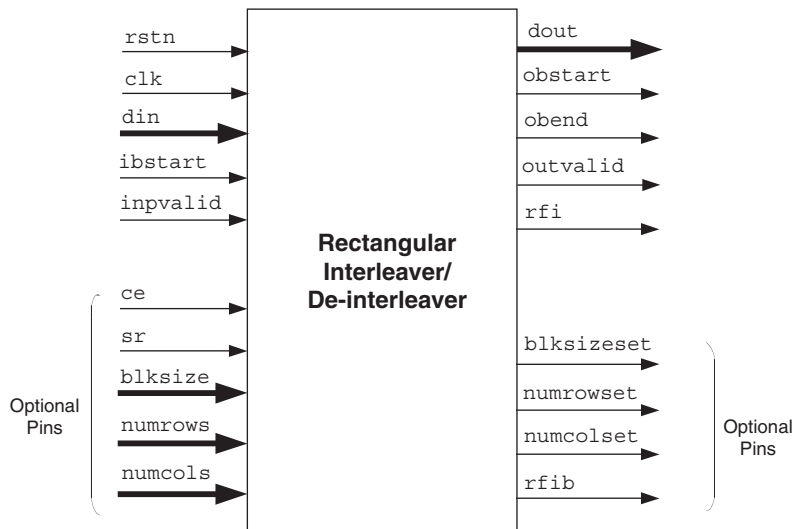 rstn
clk
din
ibstart
inpvalid
ce
sr
blksize
numrows
numcols
Optional
Pins
Rectangular
Interleaver/
De-interleaver
dout
obstart
obend
outvalid
rfi
blksizeset
numrowset
numcolset
rfib
Optional
Pins